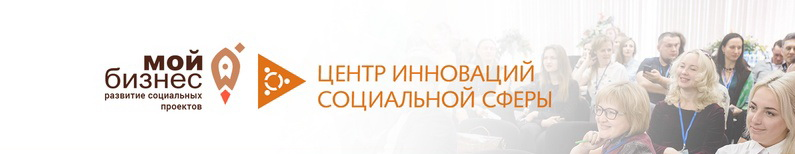 мой
бизнес
развитие социальных
проектов
ЦЕНТР ИННОВАЦИЙ
СОЦИАЛЬНОЙ СФЕРЫ